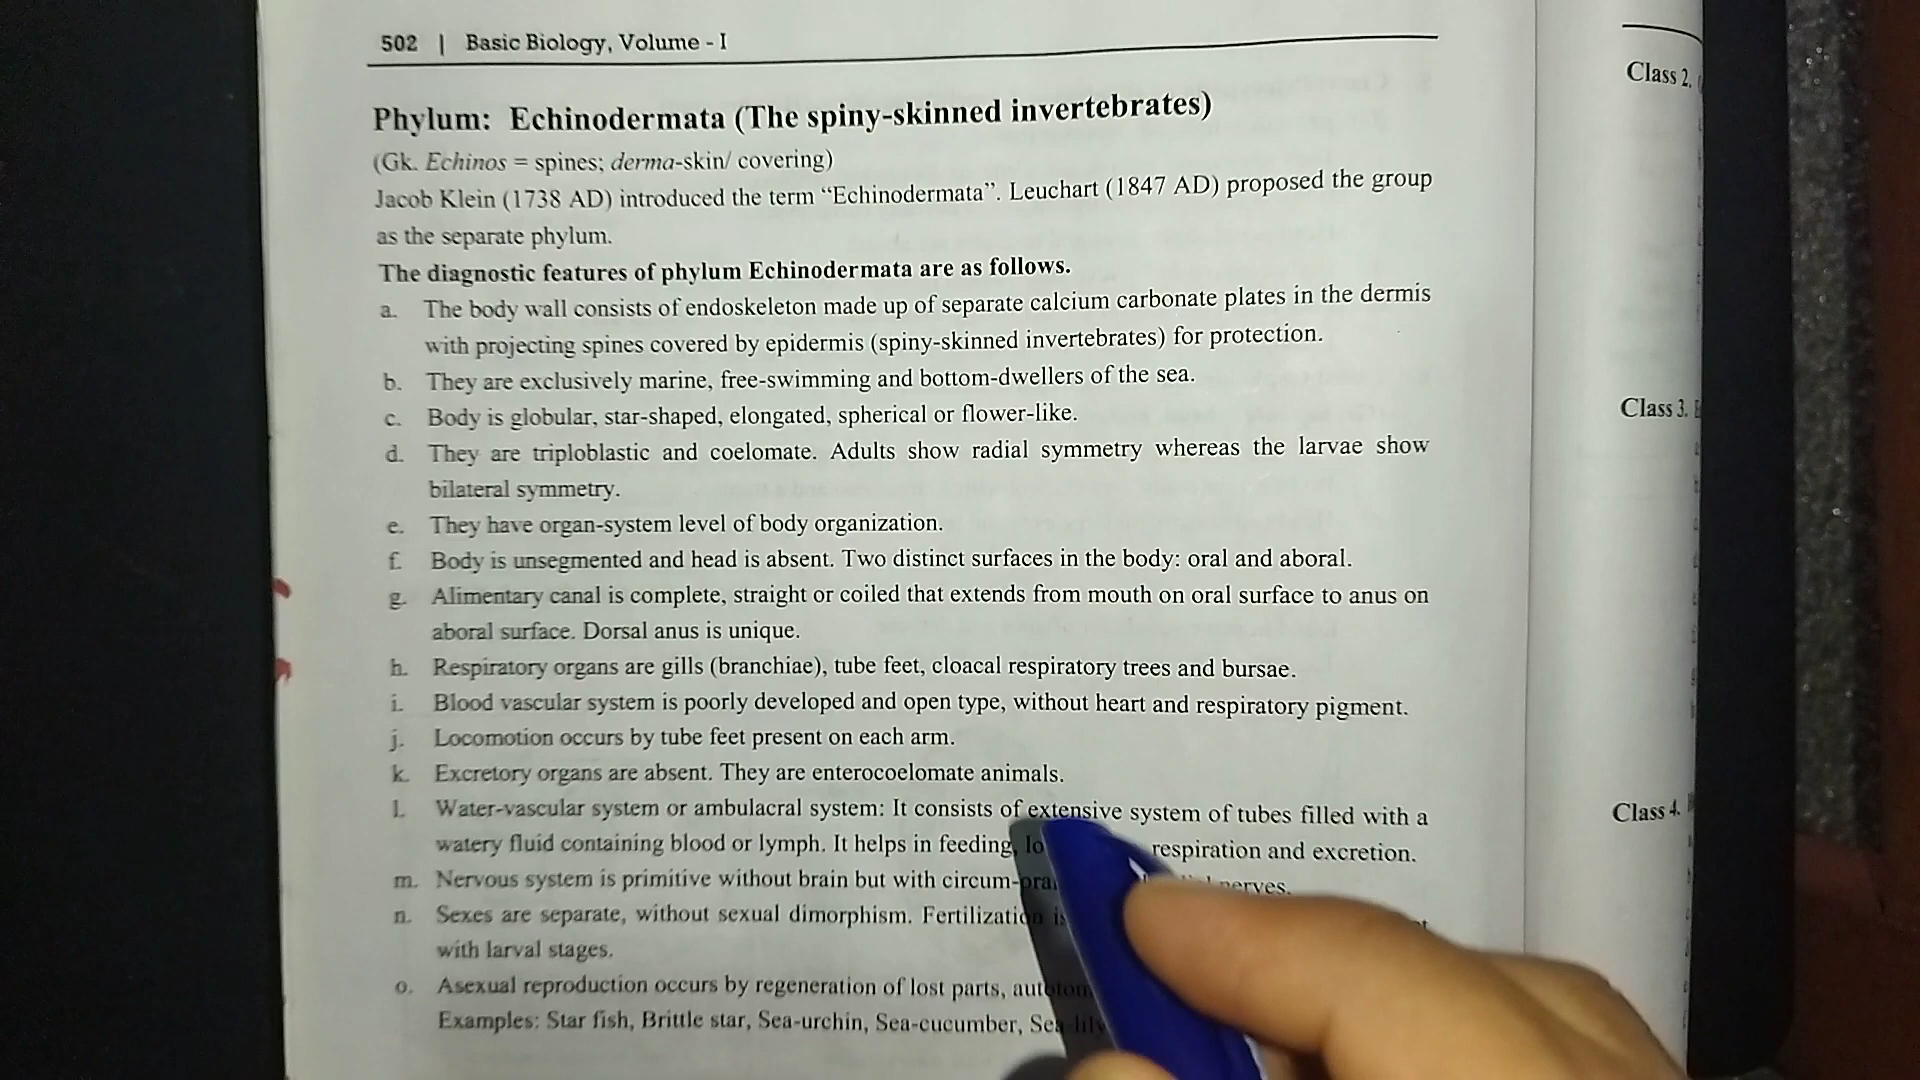 502 | Basic Biology, Volume - I
Phylum: Echinodermata (The spiny-skinned invertebrates)
(Gk. Echinos = spines; derma-skin/ covering)
Jacob Klein (1738 AD) introduced the term “Echinodermata”. Leuchart (1847 AD) proposed the group
as the separate phylum.
The diagnostic features of phylum Echinodermata are as follows.
a. The body wall consists of endoskeleton made up of separate calcium carbonate plates in the dermis
with projecting spines covered by epidermis (spiny-skinned invertebrates) for protection.
b. They are exclusively marine, free-swimming and bottom-dwellers of the sea.
c. Body is globular, star-shaped, elongated, spherical or flower-like.
d. They are triploblastic and coelomate. Adults show radial symmetry whereas the larvae show
bilateral symmetry.
e. They have organ-system level of body organization.
f. Body is unsegmented and head is absent. Two distinct surfaces in the body: oral and aboral.
g. Alimentary canal is complete, straight or coiled that extends from mouth on oral surface to anus on
aboral surface. Dorsal anus is unique.
h. Respiratory organs are gills (branchiae), tube feet, cloacal respiratory trees and bursae.
i. Blood vascular system is poorly developed and open type, without heart and respiratory pigment.
j. Locomotion occurs by tube feet present on each arm.
k. Excretory organs are absent. They are enterocoelomate animals.
l. Water-vascular system or ambulacral system: It consists of extensive system of tubes filled with a
watery fluid containing blood or lymph. It helps in feeding, respiration and excretion.
m. Nervous system is primitive without brain but with circum-oral nerves.
n. Sexes are separate, without sexual dimorphism. Fertilization is
with larval stages.
o. Asexual reproduction occurs by regeneration of lost parts,
Examples: Star fish, Brittle star, Sea-urchin, Sea-cucumber, Sea-lily
Class 2.
Class 3.
Class 4.